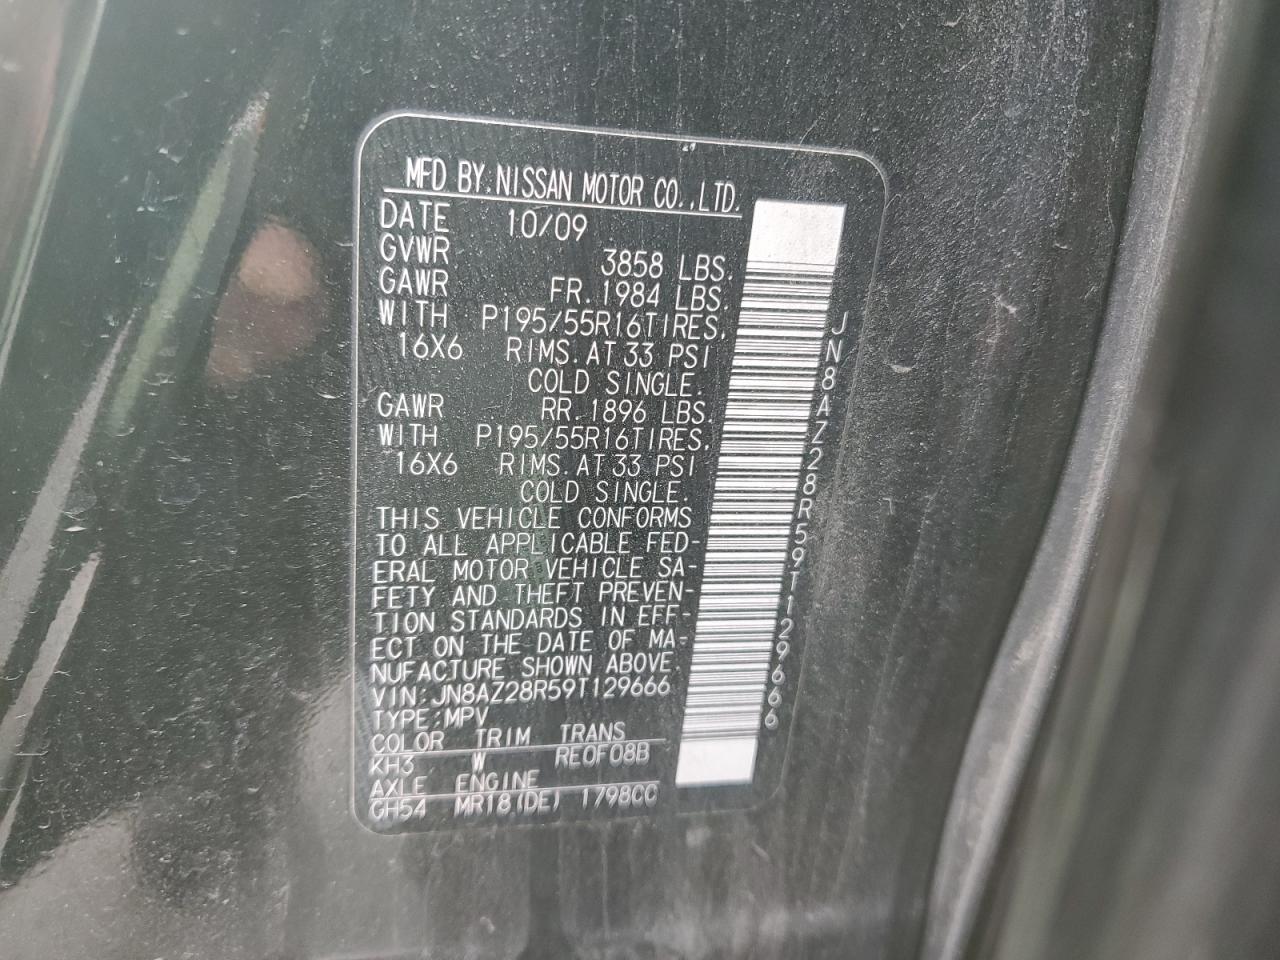 MFD BY.NISSAN MOTOR CO.,LTD.
DATE 10/09
GVWR 3858 LBS.
GAWR FR.1984 LBS.
WITH P195/55R16TIRES,
16X6 RIMS.AT 33 PSI
COLD SINGLE.
GAWR RR.1896 LBS.
WITH P195/55R16TIRES,
16X6 RIMS.AT 33 PSI
COLD SINGLE.
THIS VEHICLE CONFORMS
TO ALL APPLICABLE FED-
ERAL MOTOR VEHICLE SA-
FETY AND THEFT PREVEN-
TION STANDARDS IN EFF-
ECT ON THE DATE OF MA-
NUFACTURE SHOWN ABOVE.
VIN:JN8AZ28R59T129666
TYPE:MPV
COLOR TRIM TRANS
KH3 W RE0F08B
AXLE ENGINE
GH54 MR18(DE) 1798CC
JN8AZ28R59T129666